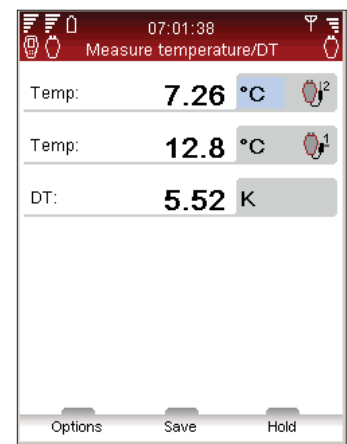 07:01:38
Measure temperatur/DT
Temp: 7.26 °C 2
Temp: 12.8 °C 1
DT: 5.52 K
Options Save Hold